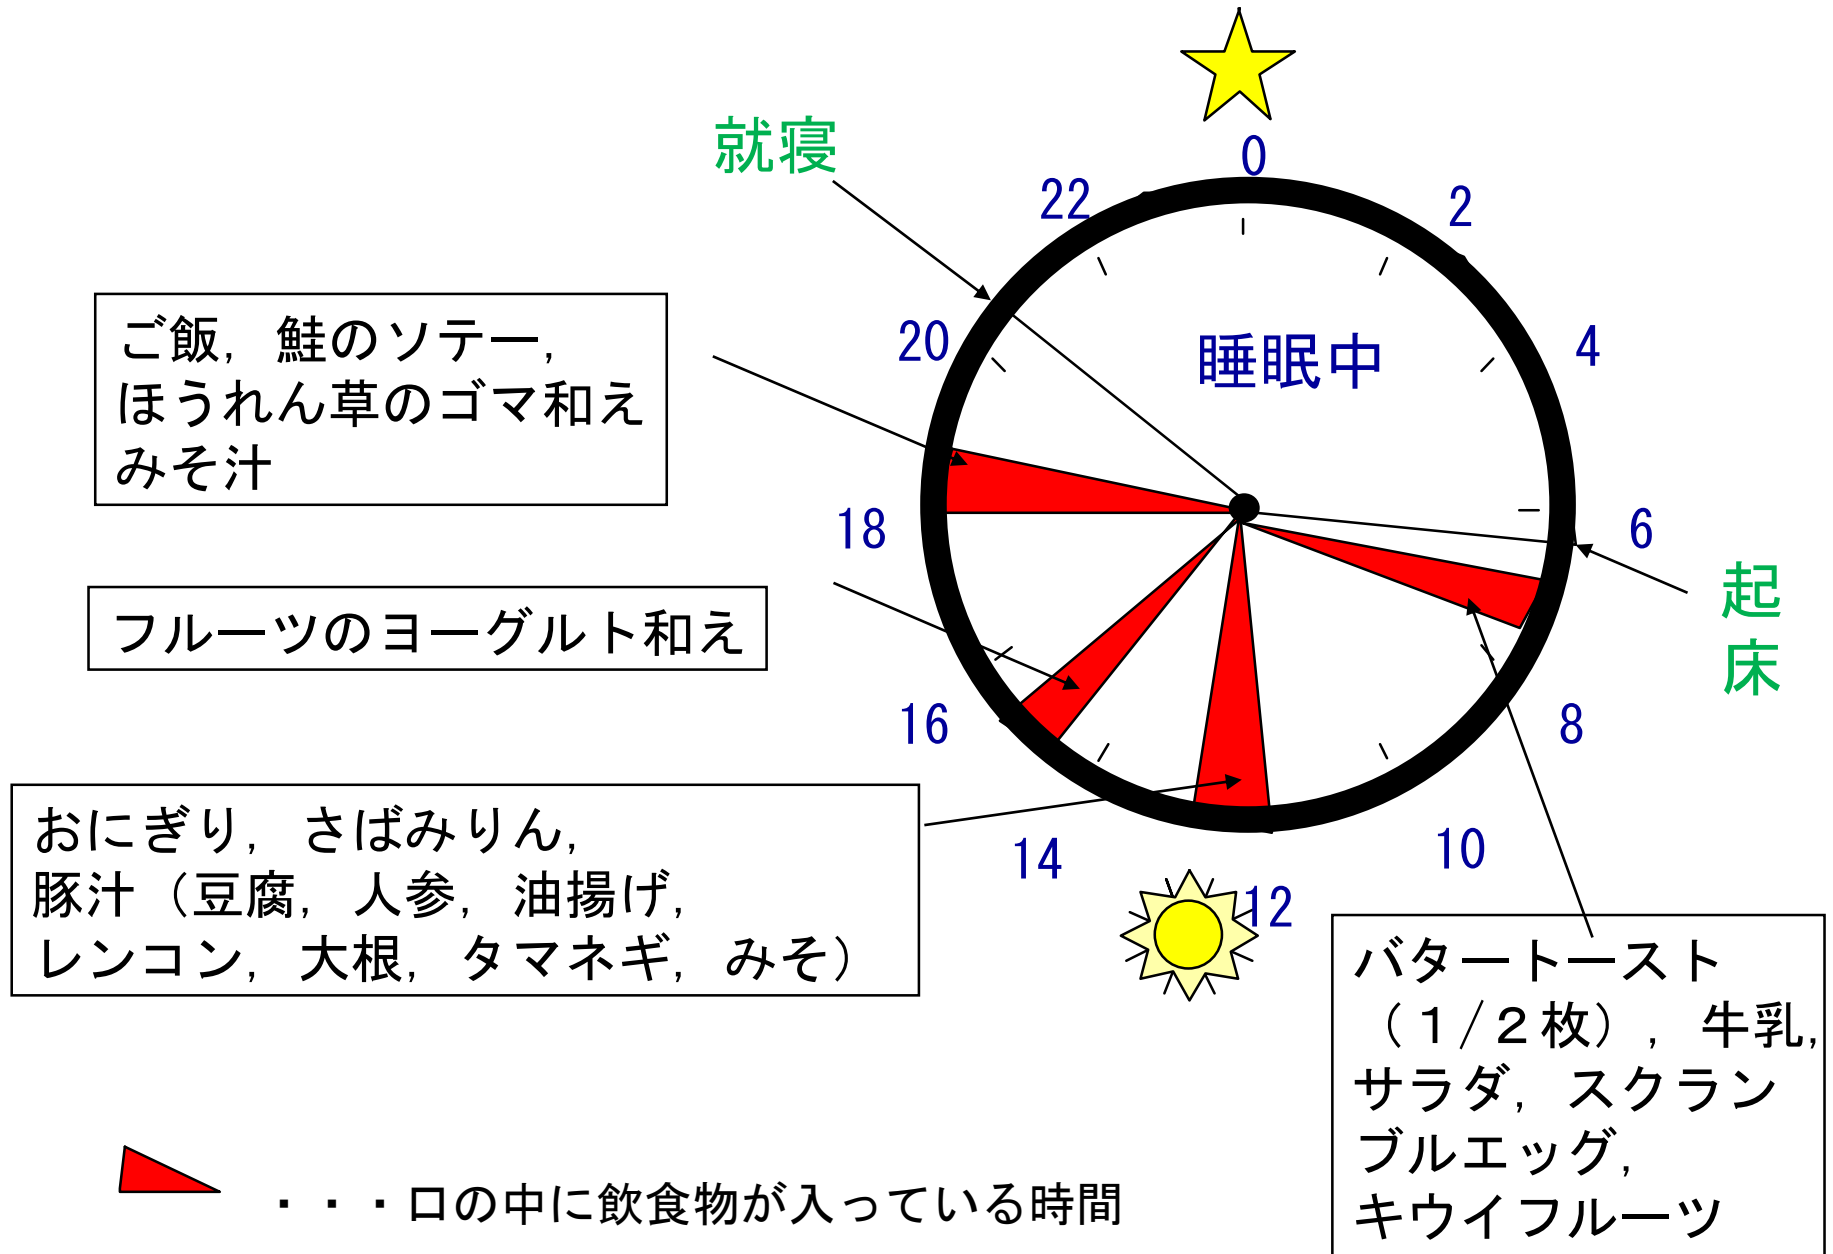 就寝
0
22
2
20
4
睡眠中
ご飯, 鮭のソテー,
ほうれん草のゴマ和え
みそ汁
18
6
起
床
フルーツのヨーグルト和え
16
8
おにぎり, さばみりん,
豚汁（豆腐, 人参, 油揚げ,
レンコン, 大根, タマネギ, みそ）
14
10
12
バタートースト
（１/２枚）, 牛乳,
サラダ, スクラン
ブルエッグ,
キウイフルーツ
・・・口の中に飲食物が入っている時間